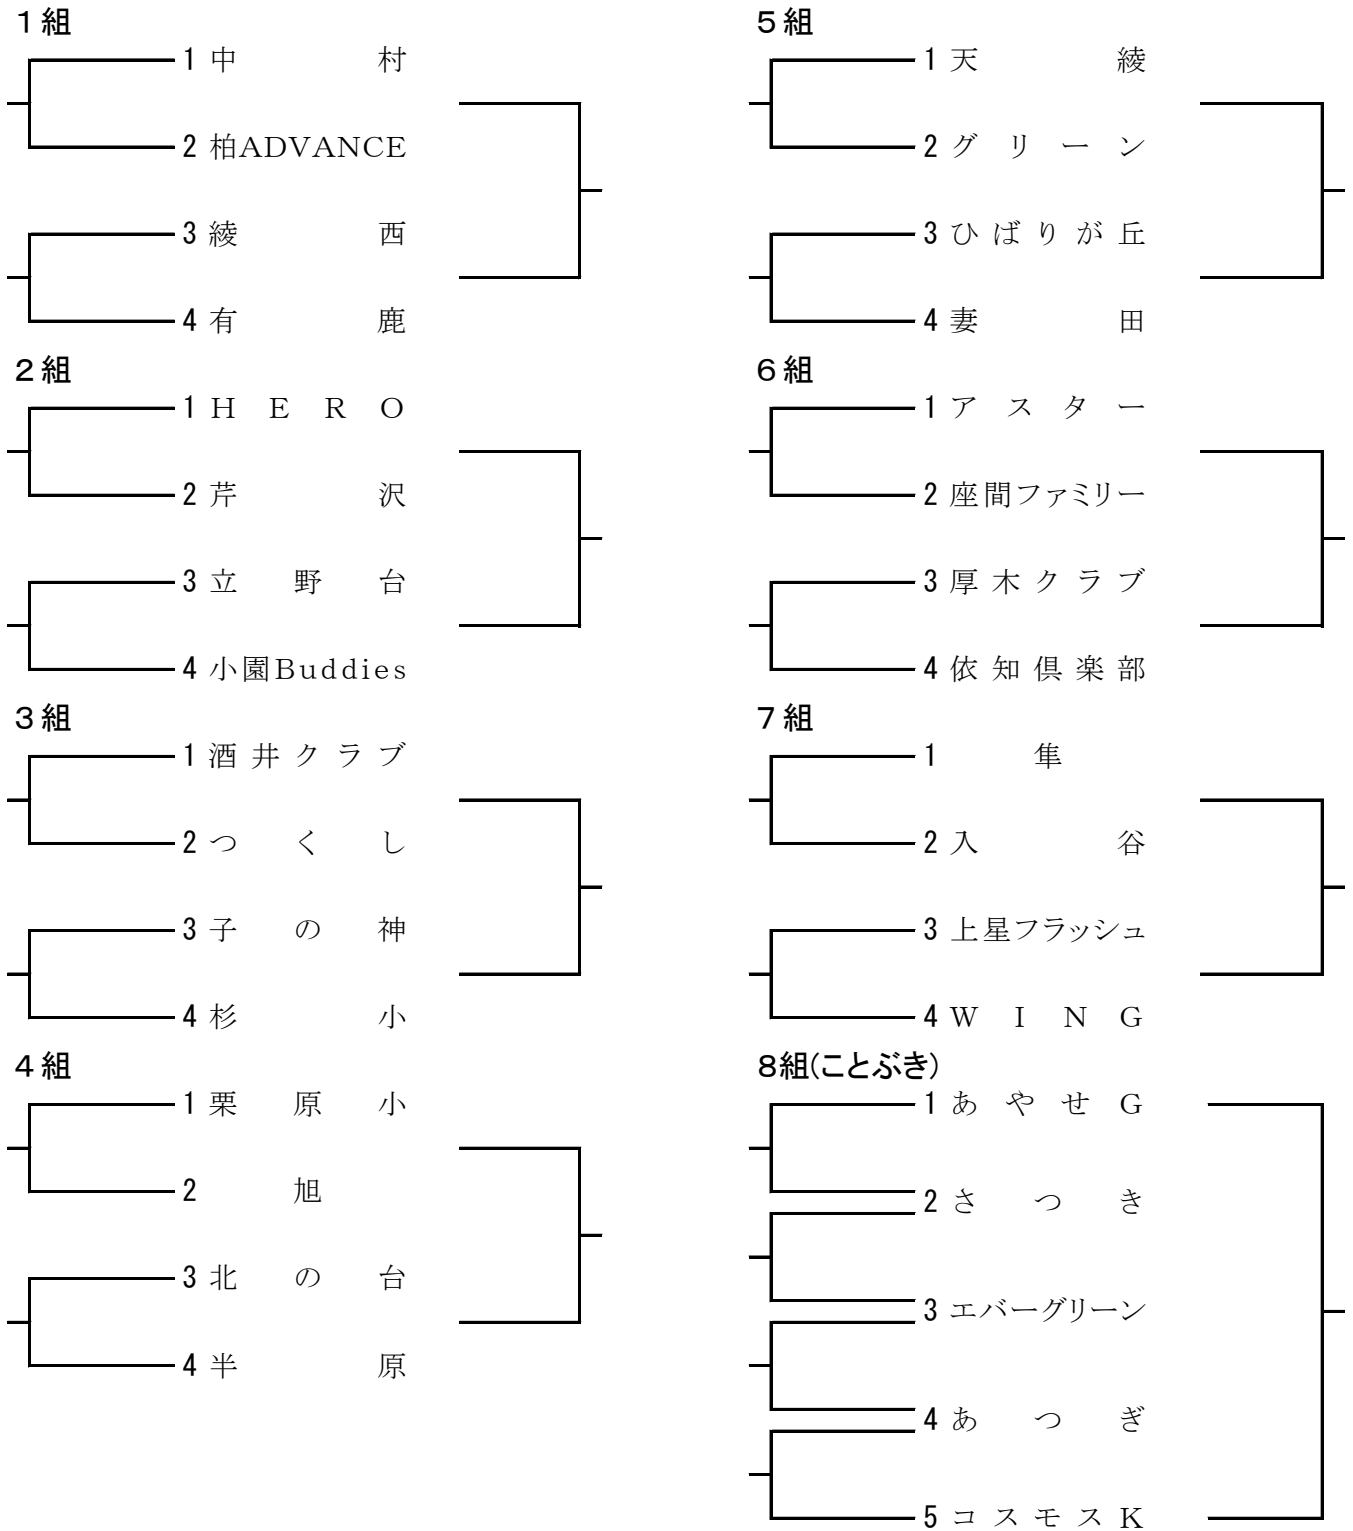 1組
1 中村
2 柏ADVANCE
3 綾西
4 有鹿
2組
1 HERO
2 芹沢
3 立野台
4 小園Buddies
3組
1 酒井クラブ
2 つくし
3 子の神
4 杉小
4組
1 栗原小
2 旭
3 北の台
4 半原
5組
1 天綾
2 グリーン
3 ひばりが丘
4 妻田
6組
1 アスター
2 座間ファミリー
3 厚木クラブ
4 依知倶楽部
7組
1 隼
2 入谷
3 上星フラッシュ
4 WING
8組(ことぶき)
1 あやせG
2 さつき
3 エバーグリーン
4 あつぎ
5 コスモスK